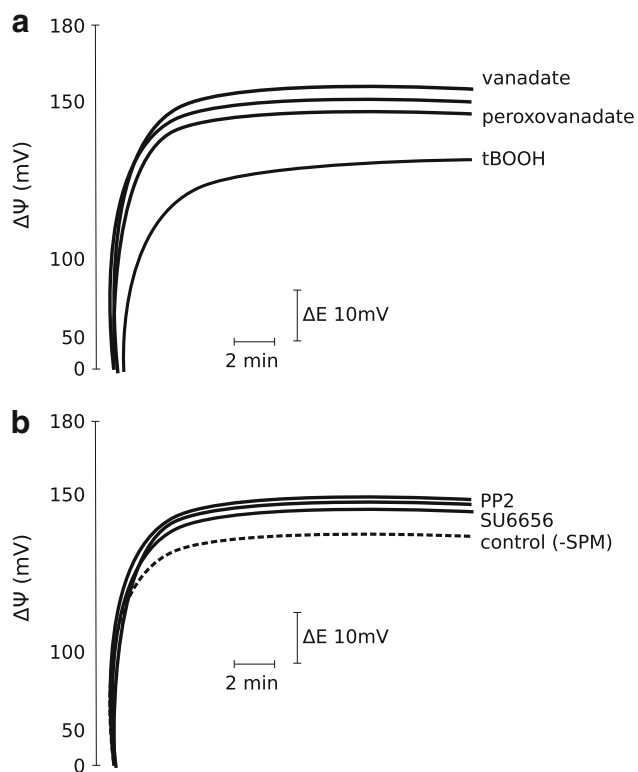 a
180
150
100
50
0
ΔΨ (mV)
vanadate
peroxovanadate
tBOOH
ΔE 10mV
2 min
b
180
150
100
50
0
ΔΨ (mV)
PP2
SU6656
control (-SPM)
ΔE 10mV
2 min